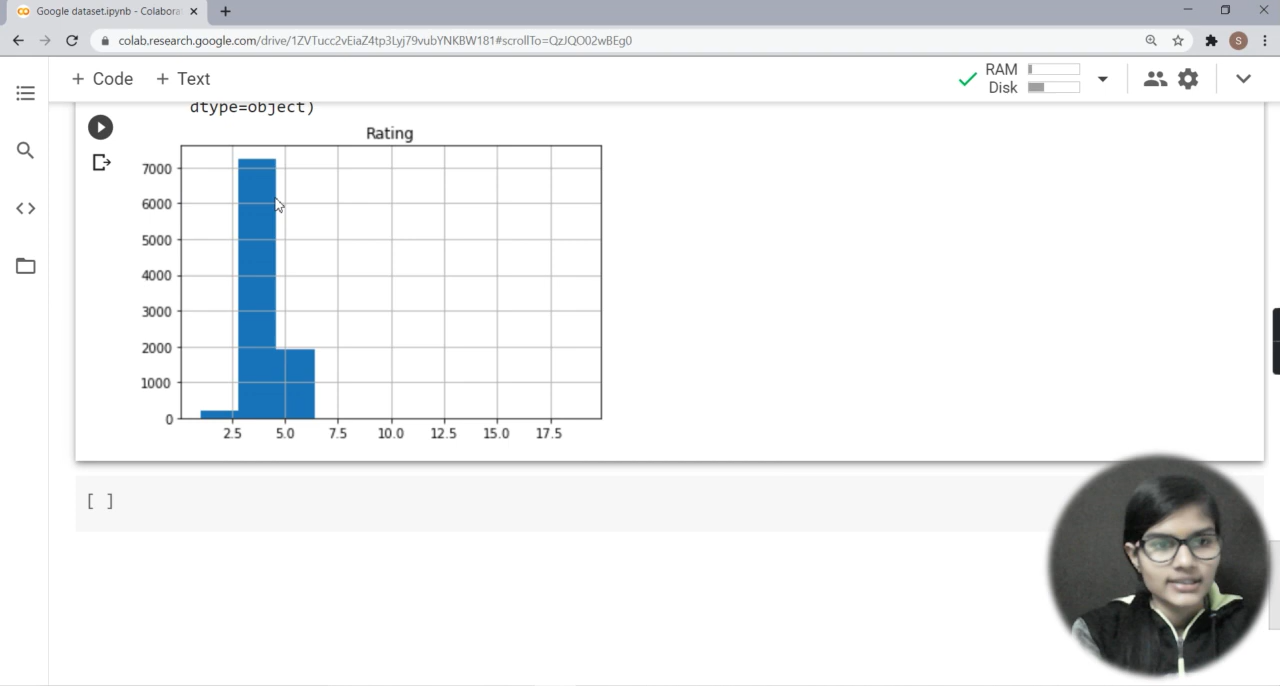 Google dataset.ipynb - Colabora
colab.research.google.com/drive/1ZVTucc2vEiaZ4tp3Lyj79vubYNKBW181#scrollTo=QzJQO02wBEg0
S
+ Code + Text
RAM
Disk
dtype=object)
Rating
7000
6000
5000
4000
3000
2000
1000
0
2.5 5.0 7.5 10.0 12.5 15.0 17.5
[ ]